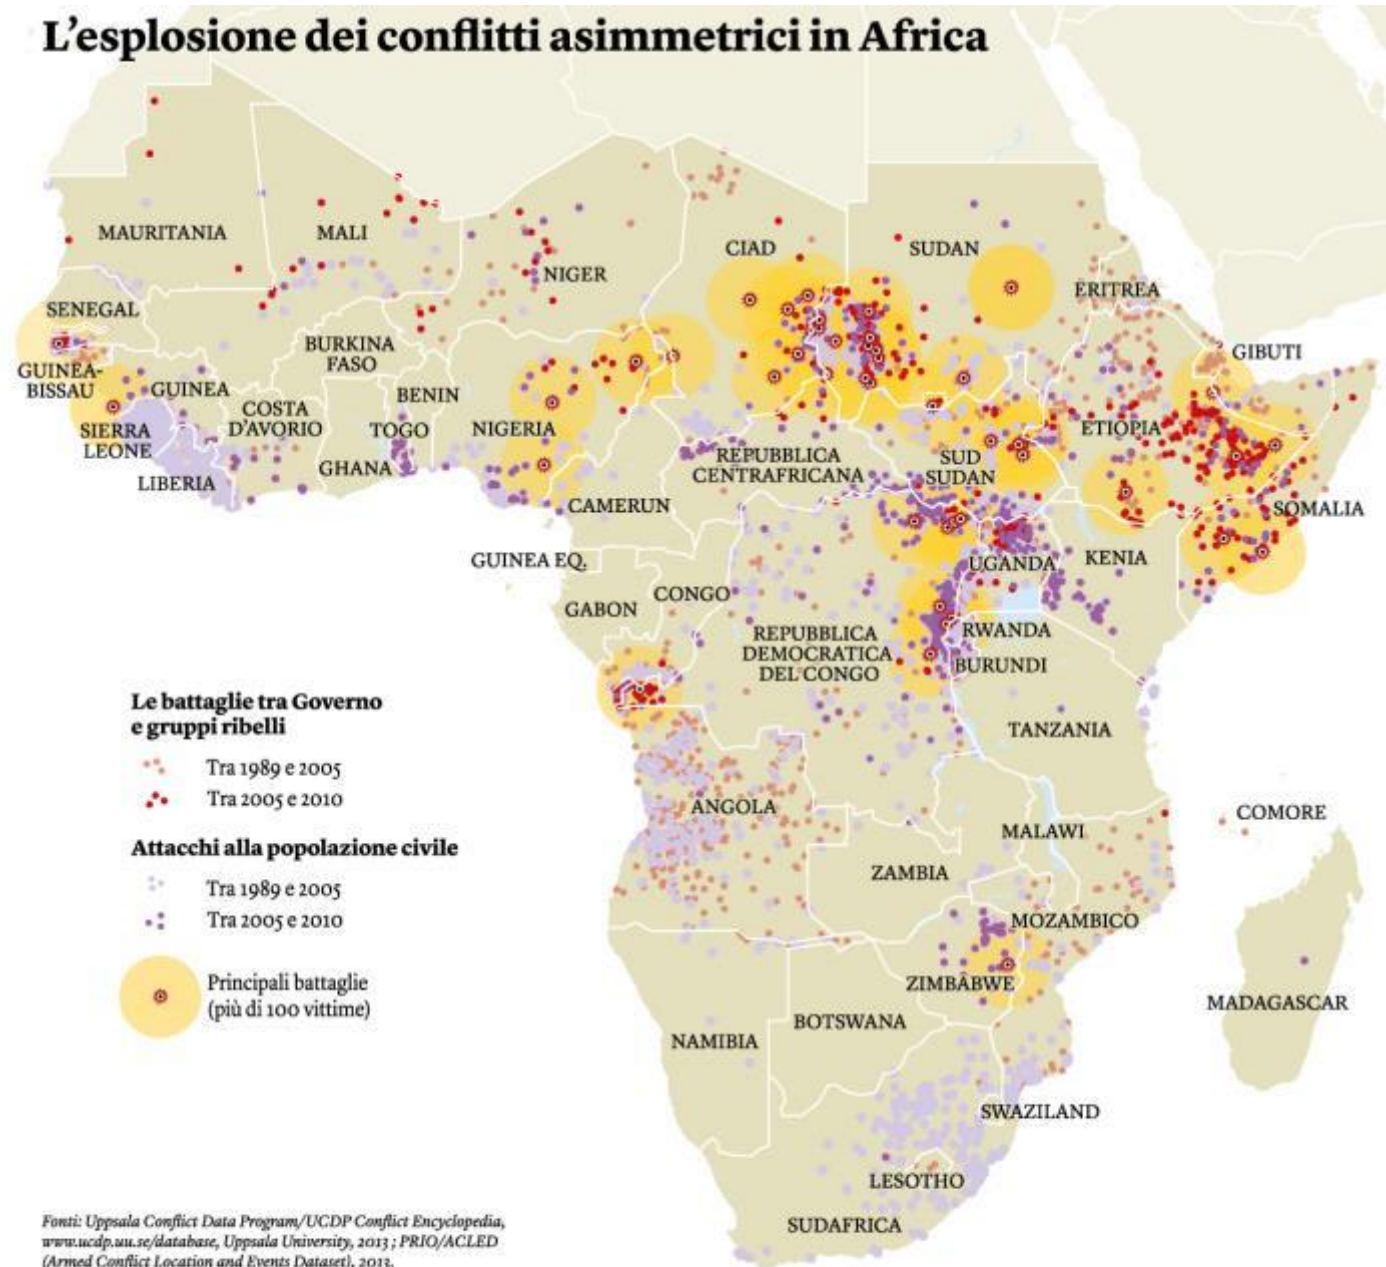 L'esplosione dei conflitti asimmetrici in Africa
MAURITANIA
MALI
NIGER
CIAD
SUDAN
ERITREA
SENEGAL
GIBUTI
GUINEA-
BISSAU
GUINEA
BURKINA
FASO
BENIN
COSTA
D'AVORIO
TOGO
NIGERIA
ETIOPIA
SIERRA
LEONE
GHANA
REPUBBLICA
CENTRAFRICANA
SUD
SUDAN
LIBERIA
CAMERUN
SOMALIA
GUINEA EQ.
UGANDA
KENIA
GABON
CONGO
RWANDA
REPUBBLICA
DEMOCRATICA
DEL CONGO
BURUNDI
TANZANIA
Le battaglie tra Governo
e gruppi ribelli
Tra 1989 e 2005
Tra 2005 e 2010
Attacchi alla popolazione civile
Tra 1989 e 2005
Tra 2005 e 2010
Principali battaglie
(più di 100 vittime)
ANGOLA
MALAWI
COMORE
ZAMBIA
MOZAMBICO
ZIMBABWE
MADAGASCAR
BOTSWANA
NAMIBIA
SWAZILAND
LESOTHO
SUDAFRICA
Fonti: Uppsala Conflict Data Program/UCDP Conflict Encyclopedia,
www.ucdp.uu.se/database, Uppsala University, 2013; PRIO/ACLED
(Armed Conflict Location and Events Dataset), 2013.